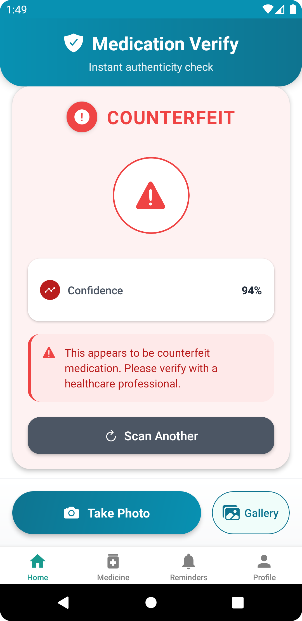 1:49
Medication Verify
Instant authenticity check
COUNTERFEIT
Confidence 94%
This appears to be counterfeit
medication. Please verify with a
healthcare professional.
Scan Another
Take Photo Gallery
Home Medicine Reminders Profile